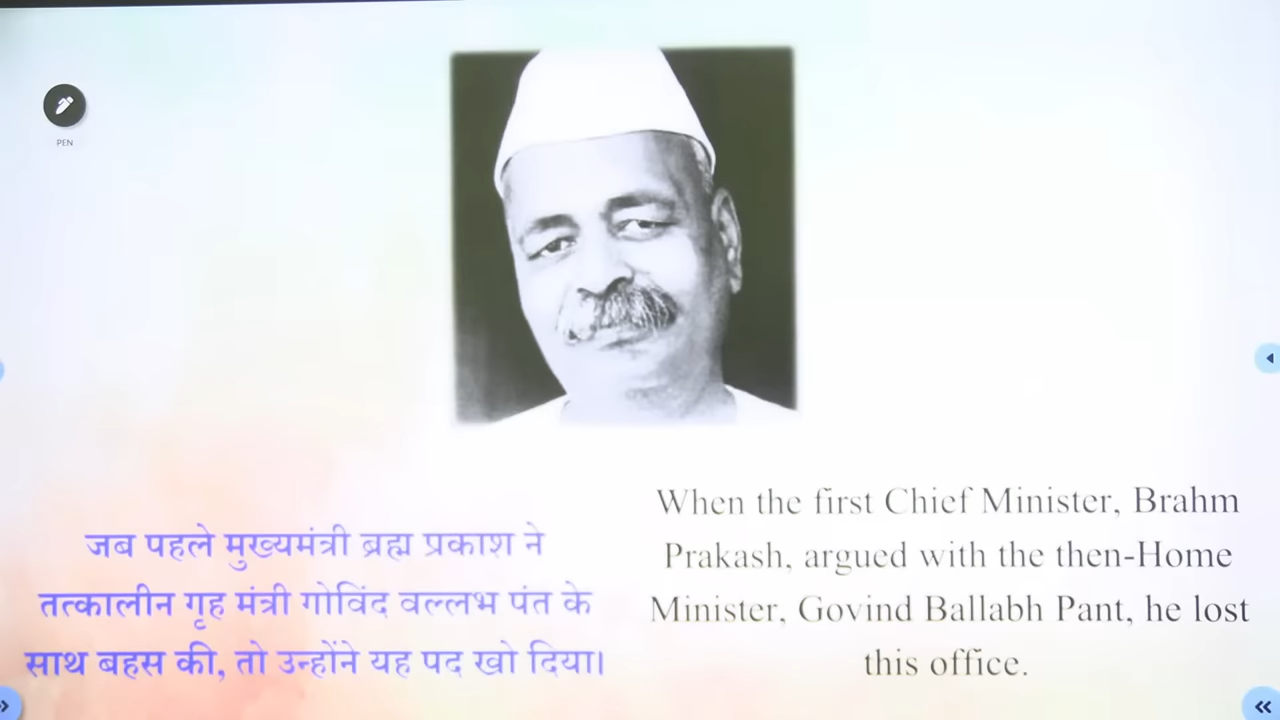 PEN
जब पहले मुख्यमंत्री ब्रह्म प्रकाश ने
तत्कालीन गृह मंत्री गोविंद वल्लभ पंत के
साथ बहस की, तो उन्होंने यह पद खो दिया।
When the first Chief Minister, Brahm
Prakash, argued with the then-Home
Minister, Govind Ballabh Pant, he lost
this office.